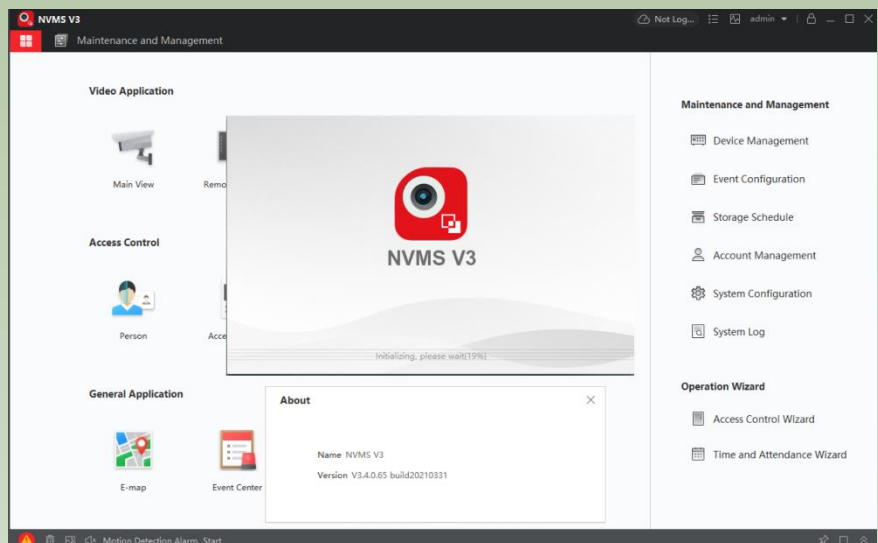 NVMS V3
Not Log...
admin
Maintenance and Management
Video Application
Main View
Remo
Access Control
Person
Acce
General Application
E-map
Event Center
NVMS V3
Initializing, please wait(19%)
About
Name NVMS V3
Version V3.4.0.65 build20210331
Maintenance and Management
Device Management
Event Configuration
Storage Schedule
Account Management
System Configuration
System Log
Operation Wizard
Access Control Wizard
Time and Attendance Wizard
Motion Detection Alarm Start